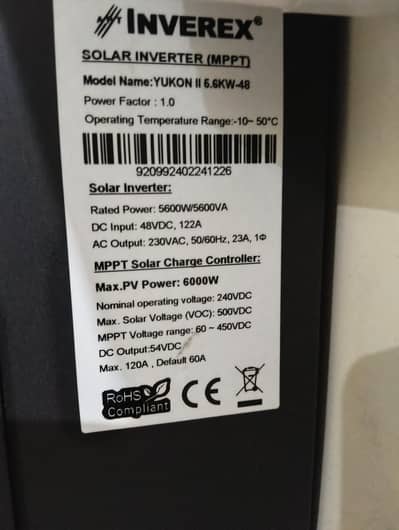 INVEREX®
SOLAR INVERTER (MPPT)
Model Name:YUKON II 5.6KW-48
Power Factor : 1.0
Operating Temperature Range:-10~ 50°C
920992402241226
Solar Inverter:
Rated Power: 5600W/5600VA
DC Input: 48VDC, 122A
AC Output: 230VAC, 50/60Hz, 23A, 1Φ
MPPT Solar Charge Controller:
Max.PV Power: 6000W
Nominal operating voltage: 240VDC
Max. Solar Voltage (VOC): 500VDC
MPPT Voltage range: 60 ~ 450VDC
DC Output:54VDC
Max. 120A , Default 60A
RoHS
Compliant
CE